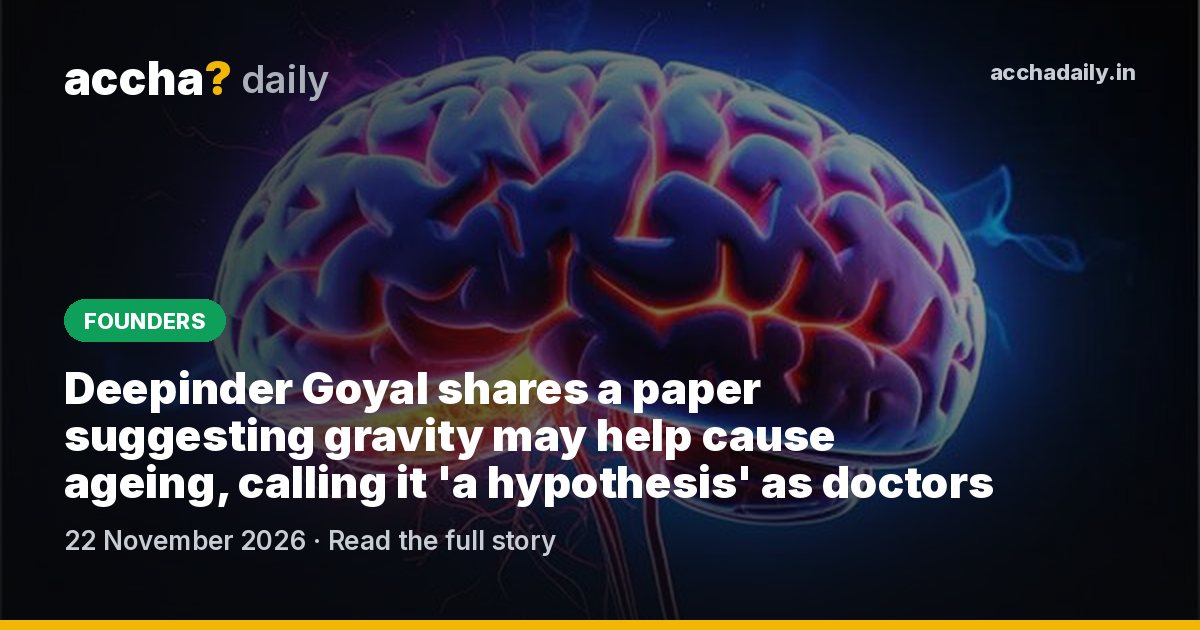 accha? daily
acchadaily.in
FOUNDERS
Deepinder Goyal shares a paper
suggesting gravity may help cause
ageing, calling it 'a hypothesis' as doctors
22 November 2026 · Read the full story